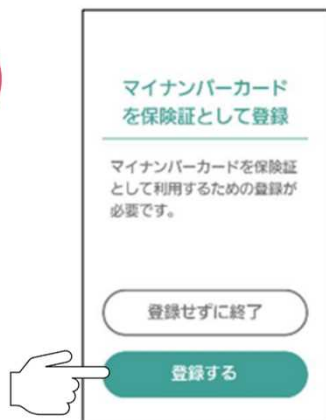 マイナンバーカード
を保険証として登録
マイナンバーカードを保険証
として利用するための登録が
必要です。
登録せずに終了
登録する